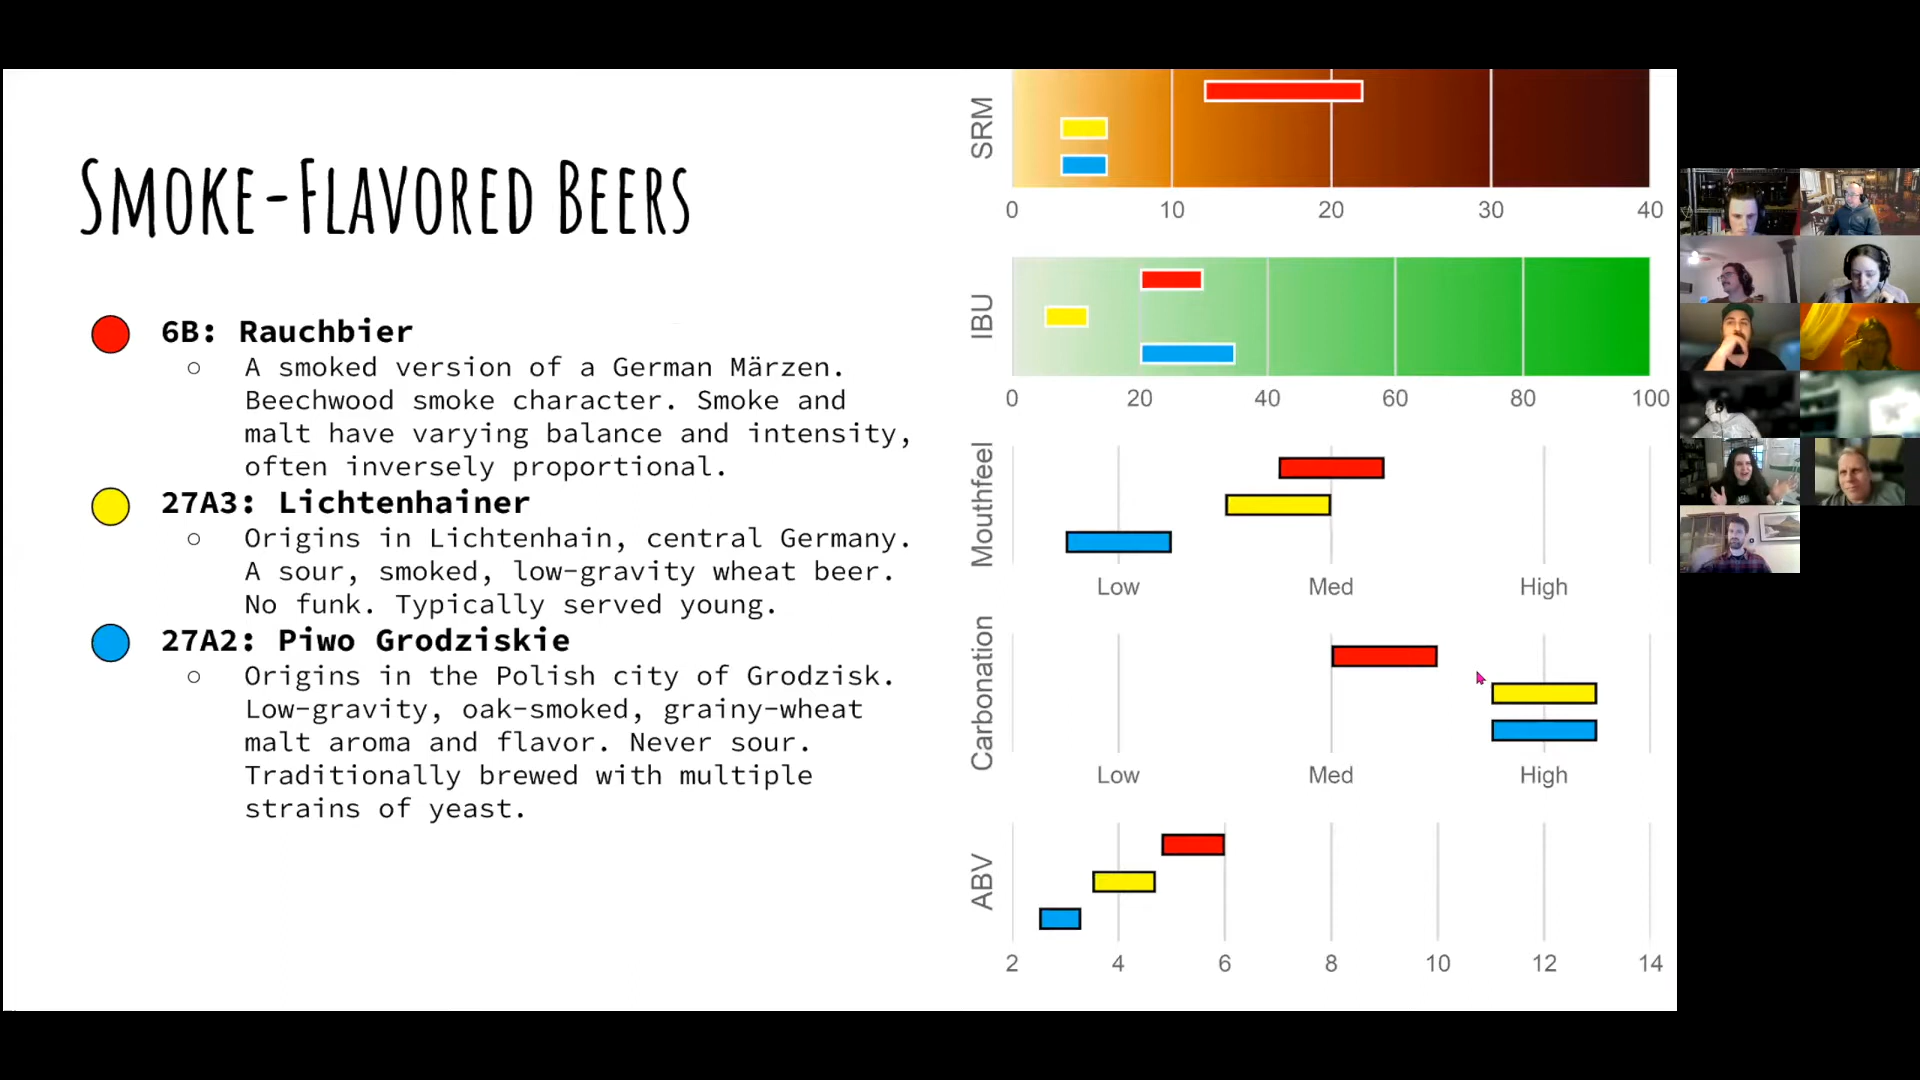 SMOKE-FLAVORED BEERS
6B: Rauchbier
○ A smoked version of a German Märzen.
Beechwood smoke character. Smoke and
malt have varying balance and intensity,
often inversely proportional.
27A3: Lichtenhainer
○ Origins in Lichtenhain, central Germany.
A sour, smoked, low-gravity wheat beer.
No funk. Typically served young.
27A2: Piwo Grodziskie
○ Origins in the Polish city of Grodzisk.
Low-gravity, oak-smoked, grainy-wheat
malt aroma and flavor. Never sour.
Traditionally brewed with multiple
strains of yeast.
SRM
0 10 20 30 40
IBU
0 20 40 60 80 100
Mouthfeel
Low Med High
Carbonation
Low Med High
ABV
2 4 6 8 10 12 14